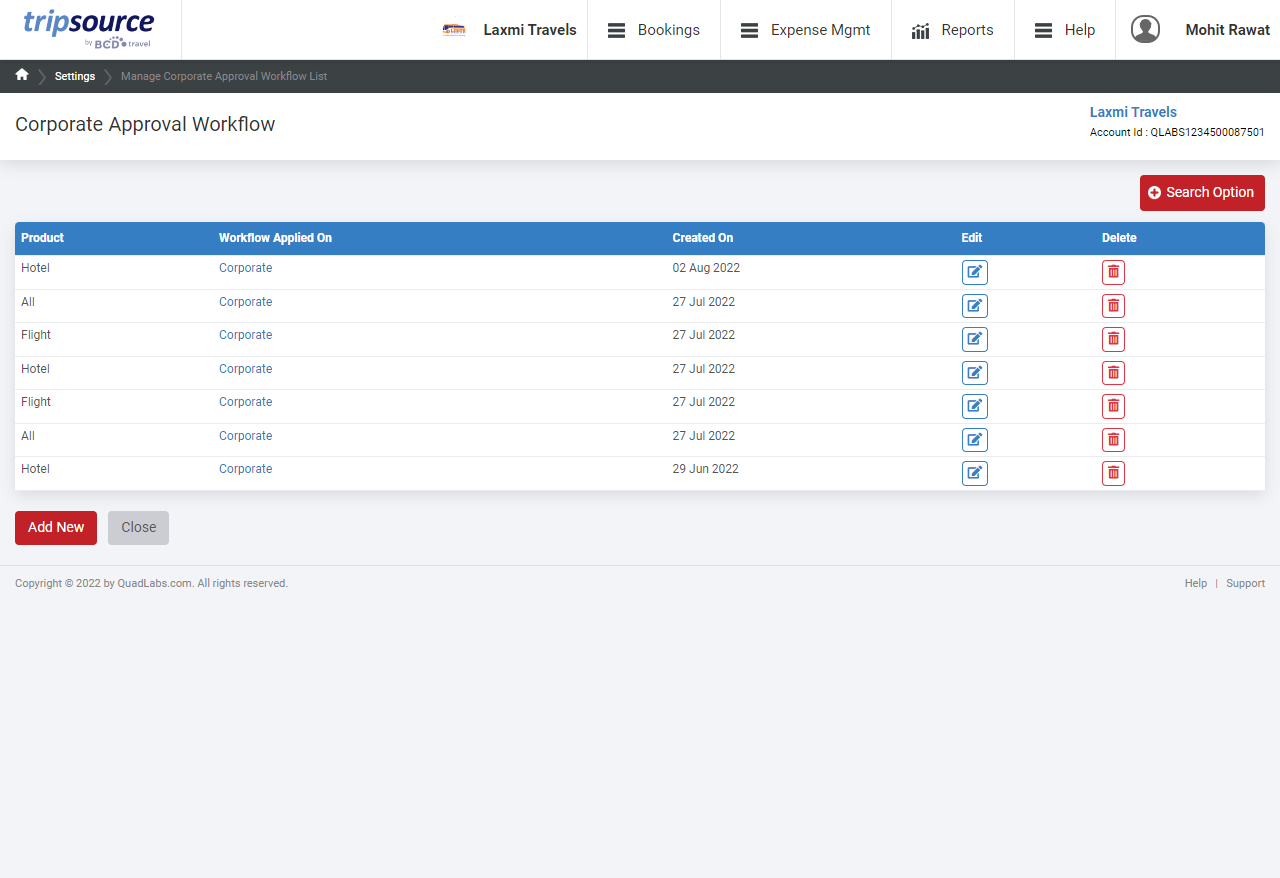 tripsource
by BCD travel
Laxmi Travels
Bookings
Expense Mgmt
Reports
Help
Mohit Rawat
Settings
Manage Corporate Approval Workflow List
Corporate Approval Workflow
Laxmi Travels
Account Id : QLABS1234500087501
Search Option
Product Workflow Applied On Created On Edit Delete
Hotel Corporate 02 Aug 2022
All Corporate 27 Jul 2022
Flight Corporate 27 Jul 2022
Hotel Corporate 27 Jul 2022
Flight Corporate 27 Jul 2022
All Corporate 27 Jul 2022
Hotel Corporate 29 Jun 2022
Add New
Close
Copyright © 2022 by QuadLabs.com. All rights reserved.
Help | Support